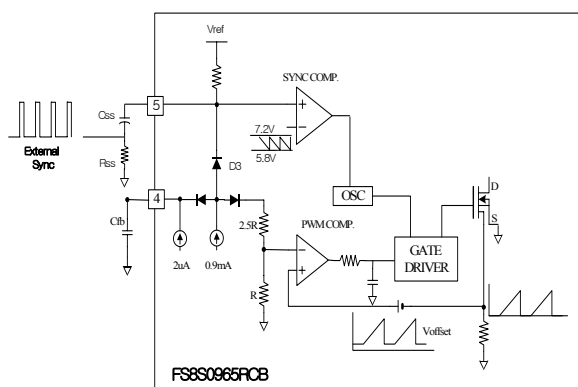 Vref
SYNC COMP.
5
Css
+
−
7.2V
5.8V
External
Sync
Rss
D3
4
OSC
D
S
Cfb
2.5R
PWM COMP.
−
+
GATE
DRIVER
2uA
0.9mA
R
Voffset
FS8S0965RCB